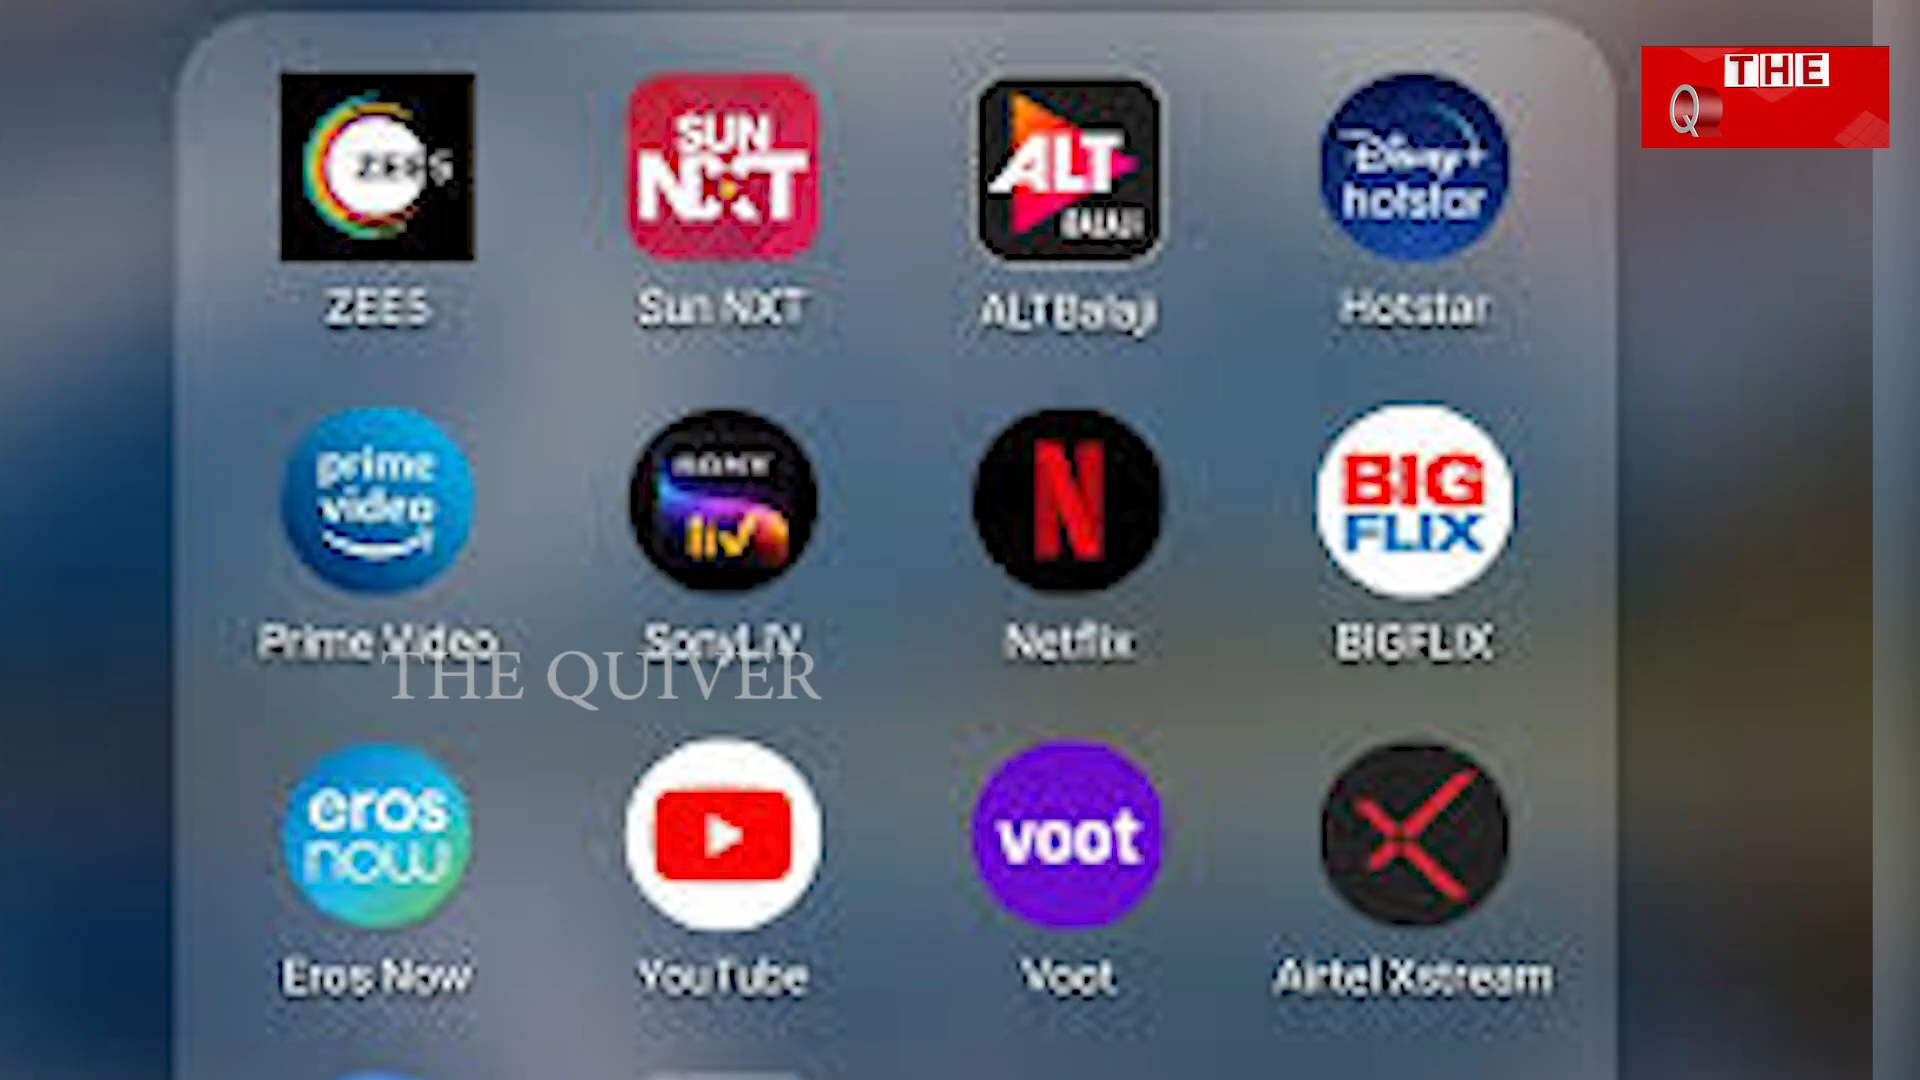 THE
Q
ZEE5
SUN
NXT
ALT
BALAJI
Disney+
hotstar
ZEE5
Sun NXT
ALTBalaji
Hotstar
prime
video
SONY
liv
N
BIG
FLIX
Prime Video
SonyLIV
Netflix
BIGFLIX
THE QUIVER
eros
now
voot
Eros Now
YouTube
Voot
Airtel Xstream